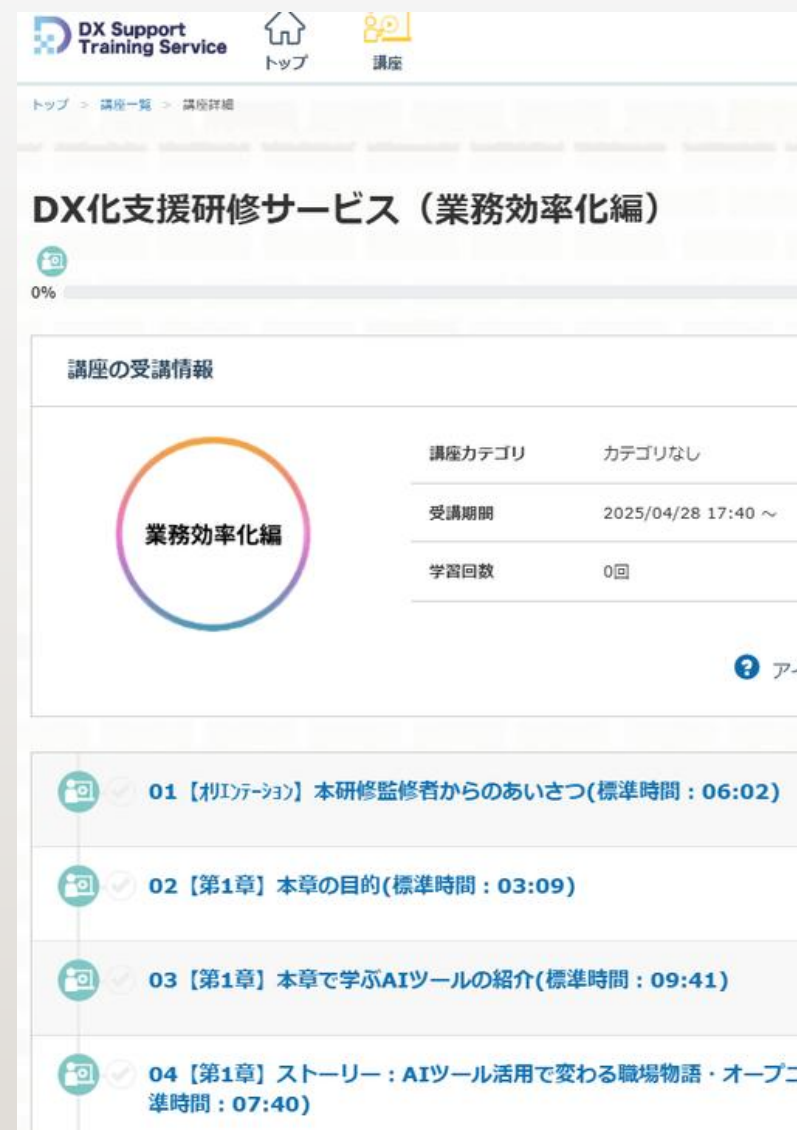 DX Support
Training Service
トップ
講座
トップ > 講座一覧 > 講座詳細
DX化支援研修サービス（業務効率化編）
0%
講座の受講情報
業務効率化編
講座カテゴリ カテゴリなし
受講期間 2025/04/28 17:40 ～
学習回数 0回
? アイ
01【ｵﾘｴﾝﾃｰｼｮﾝ】本研修監修者からのあいさつ(標準時間：06:02)
02【第1章】本章の目的(標準時間：03:09)
03【第1章】本章で学ぶAIツールの紹介(標準時間：09:41)
04【第1章】ストーリー：AIツール活用で変わる職場物語・オープニ
準時間：07:40)